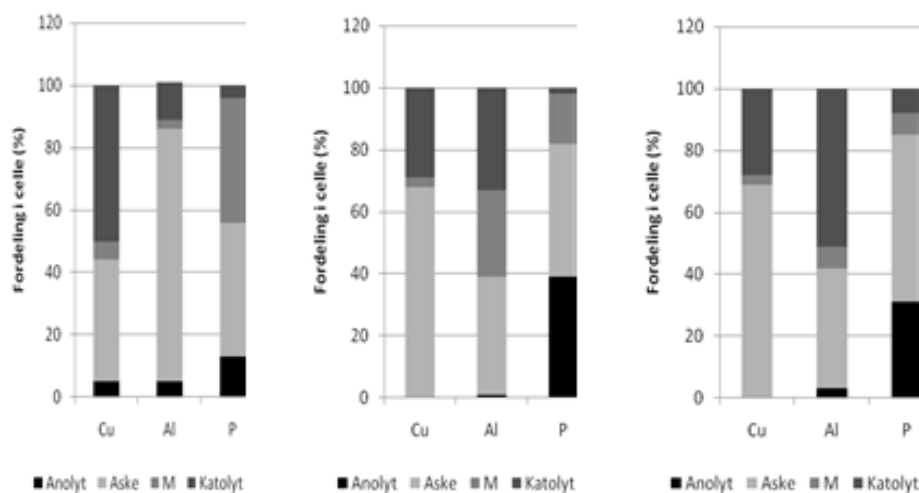 120
100
80
60
40
20
0
Fordeling i celle (%)
Cu Al P
■Anolyt ■Aske ■M ■Katolyt
120
100
80
60
40
20
0
Fordeling i celle (%)
Cu Al P
■Anolyt ■Aske ■M ■Katolyt
120
100
80
60
40
20
0
Fordeling i celle (%)
Cu Al P
■Anolyt ■Aske ■M ■Katolyt